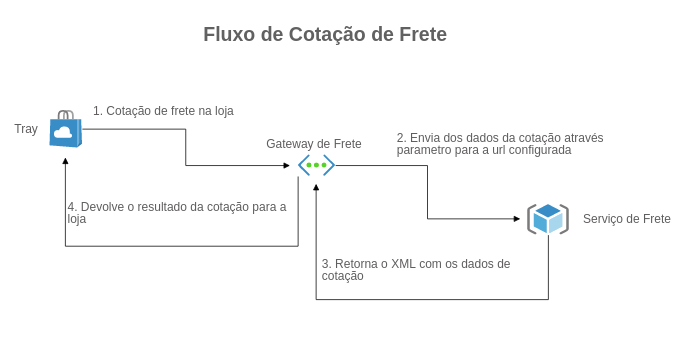 Fluxo de Cotação de Frete
1. Cotação de frete na loja
Tray
Gateway de Frete
2. Envia dos dados da cotação através
parametro para a url configurada
4. Devolve o resultado da cotação para a
loja
Serviço de Frete
3. Retorna o XML com os dados de
cotação